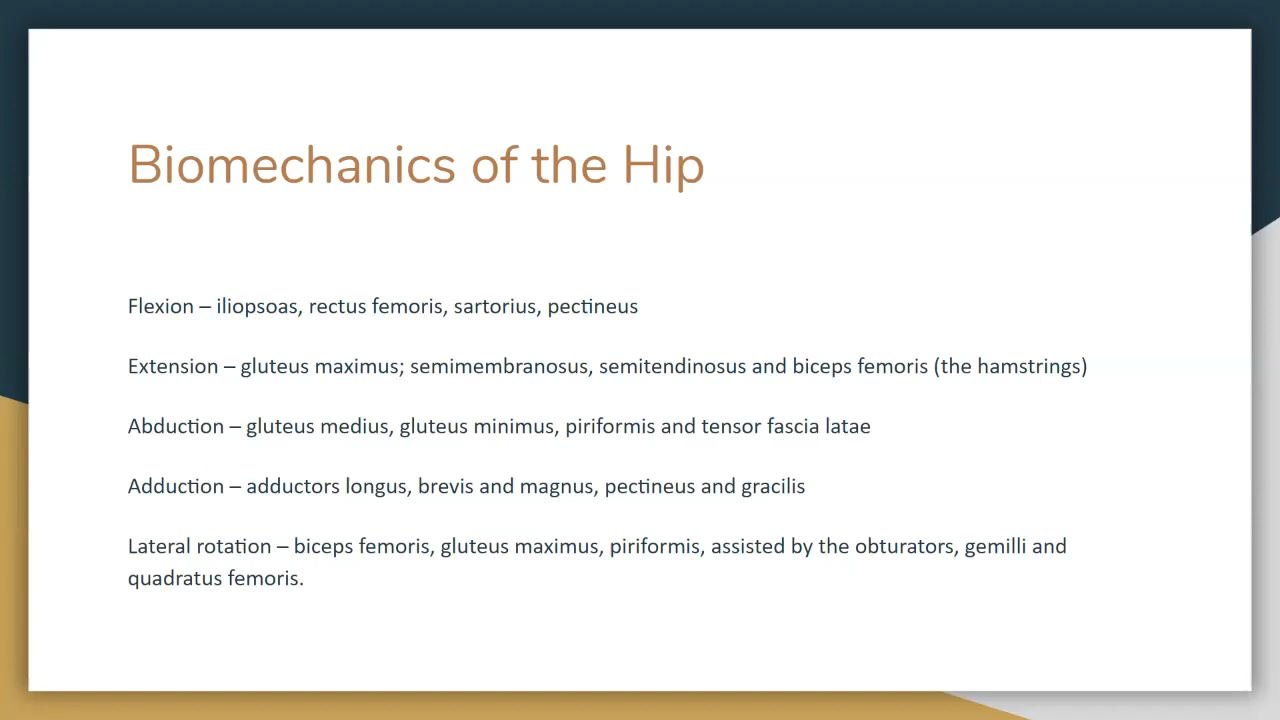 Biomechanics of the Hip
Flexion – iliopsoas, rectus femoris, sartorius, pectineus
Extension – gluteus maximus; semimembranosus, semitendinosus and biceps femoris (the hamstrings)
Abduction – gluteus medius, gluteus minimus, piriformis and tensor fascia latae
Adduction – adductors longus, brevis and magnus, pectineus and gracilis
Lateral rotation – biceps femoris, gluteus maximus, piriformis, assisted by the obturators, gemilli and
quadratus femoris.